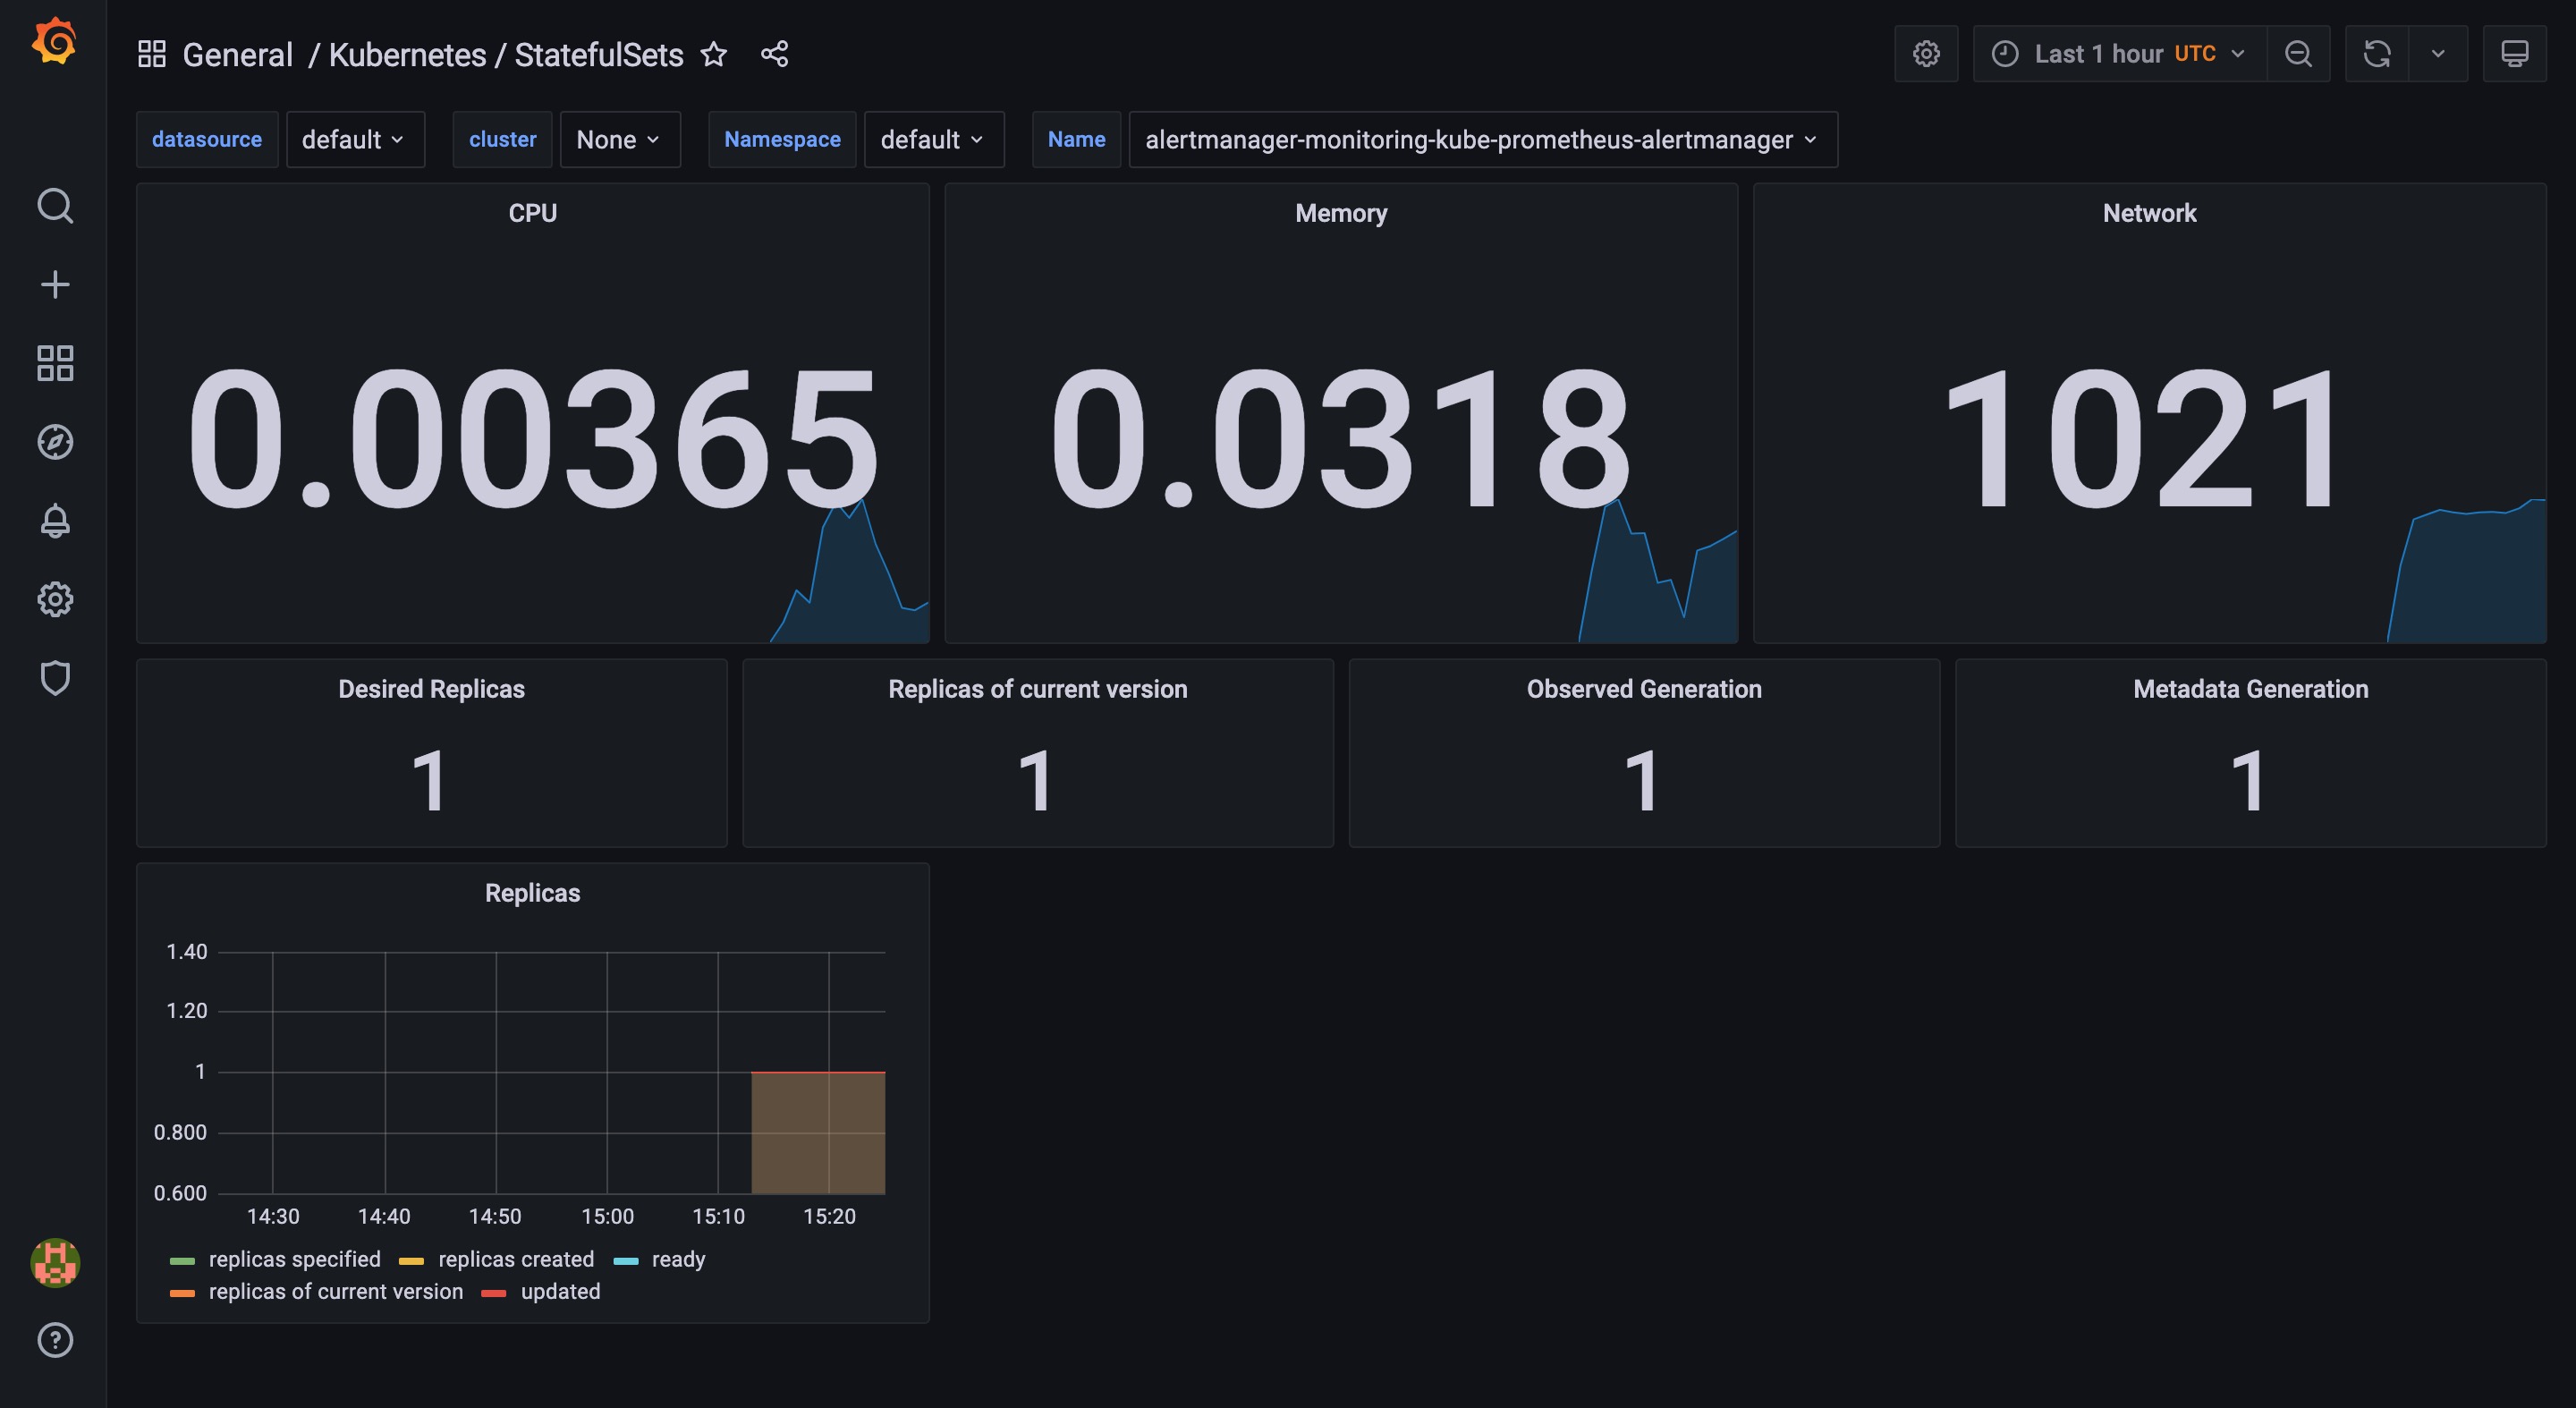 General / Kubernetes / StatefulSets
Last 1 hour UTC
datasource default cluster None Namespace default Name alertmanager-monitoring-kube-prometheus-alertmanager
CPU
0.00365
Memory
0.0318
Network
1021
Desired Replicas
1
Replicas of current version
1
Observed Generation
1
Metadata Generation
1
Replicas
1.40
1.20
1
0.800
0.600
14:30 14:40 14:50 15:00 15:10 15:20
replicas specified replicas created ready
replicas of current version updated